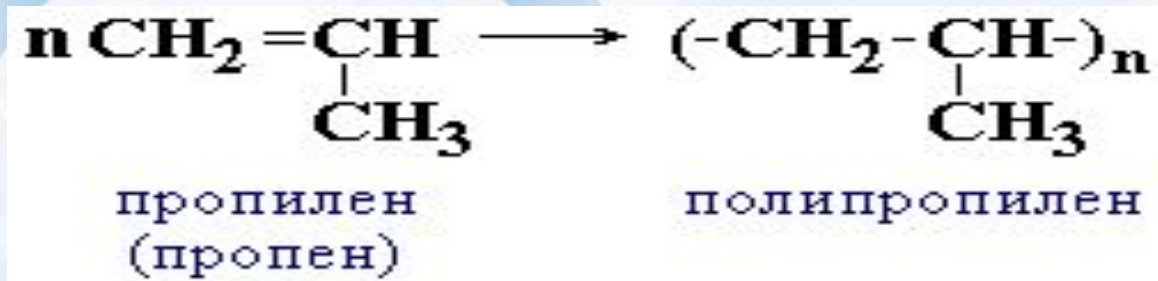 n CH₂=CH ⟶ (-CH₂-CH-)ₙ
CH₃ CH₃
пропилен полипропилен
(пропен)